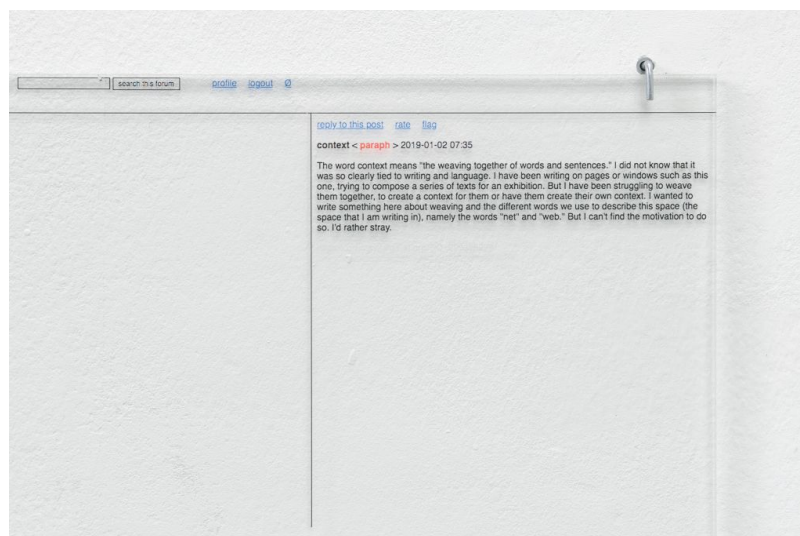 search this forum
profile logout Ø
reply to this post rate flag
context < paraph > 2019-01-02 07:35
The word context means "the weaving together of words and sentences." I did not know that it
was so clearly tied to writing and language. I have been writing on pages or windows such as this
one, trying to compose a series of texts for an exhibition. But I have been struggling to weave
them together, to create a context for them or have them create their own context. I wanted to
write something here about weaving and the different words we use to describe this space (the
space that I am writing in), namely the words "net" and "web." But I can't find the motivation to do
so. I'd rather stray.